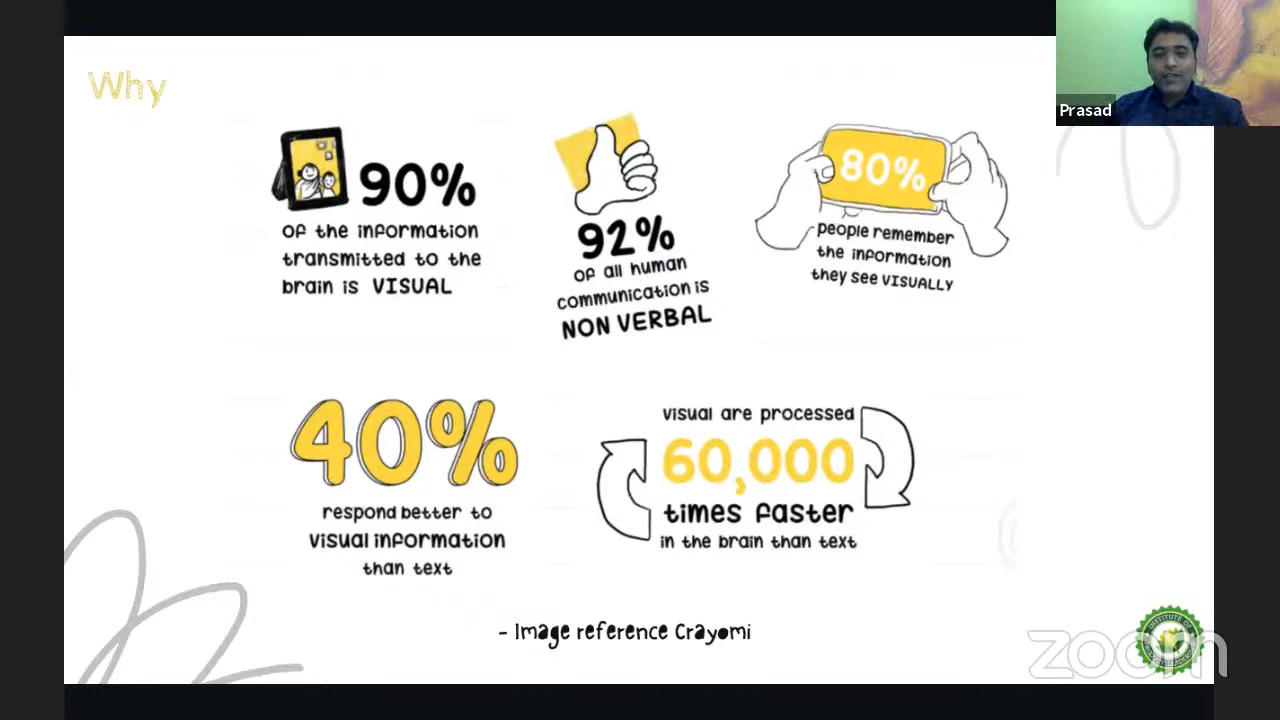 Why
90%
of the information
transmitted to the
brain is VISUAL
92%
of all human
communication is
NON VERBAL
80%
people remember
the information
they see VISUALLY
40%
respond better to
visual information
than text
visual are processed
60,000
times faster
in the brain than text
- Image reference Crayomi
Prasad
zoom
INSTITUTE OF